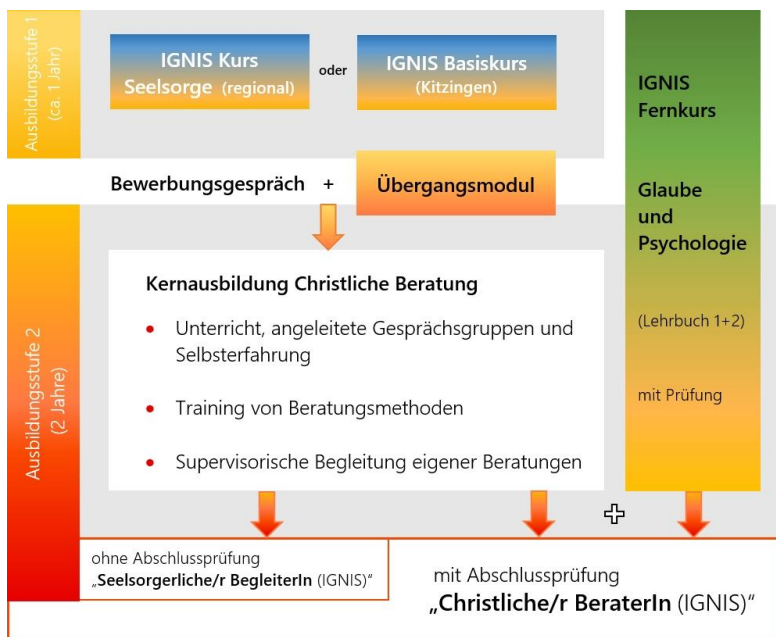 Ausbildungsstufe 1
(ca. 1 Jahr)
IGNIS Kurs
Seelsorge (regional)
oder
IGNIS Basiskurs
(Kitzingen)
Bewerbungsgespräch +
Übergangsmodul
Ausbildungsstufe 2
(2 Jahre)
Kernausbildung Christliche Beratung
• Unterricht, angeleitete Gesprächsgruppen und
Selbsterfahrung
• Training von Beratungsmethoden
• Supervisorische Begleitung eigener Beratungen
IGNIS
Fernkurs
Glaube
und
Psychologie
(Lehrbuch 1+2)
mit Prüfung
ohne Abschlussprüfung
„Seelsorgerliche/r BegleiterIn (IGNIS)“
mit Abschlussprüfung
„Christliche/r BeraterIn (IGNIS)“